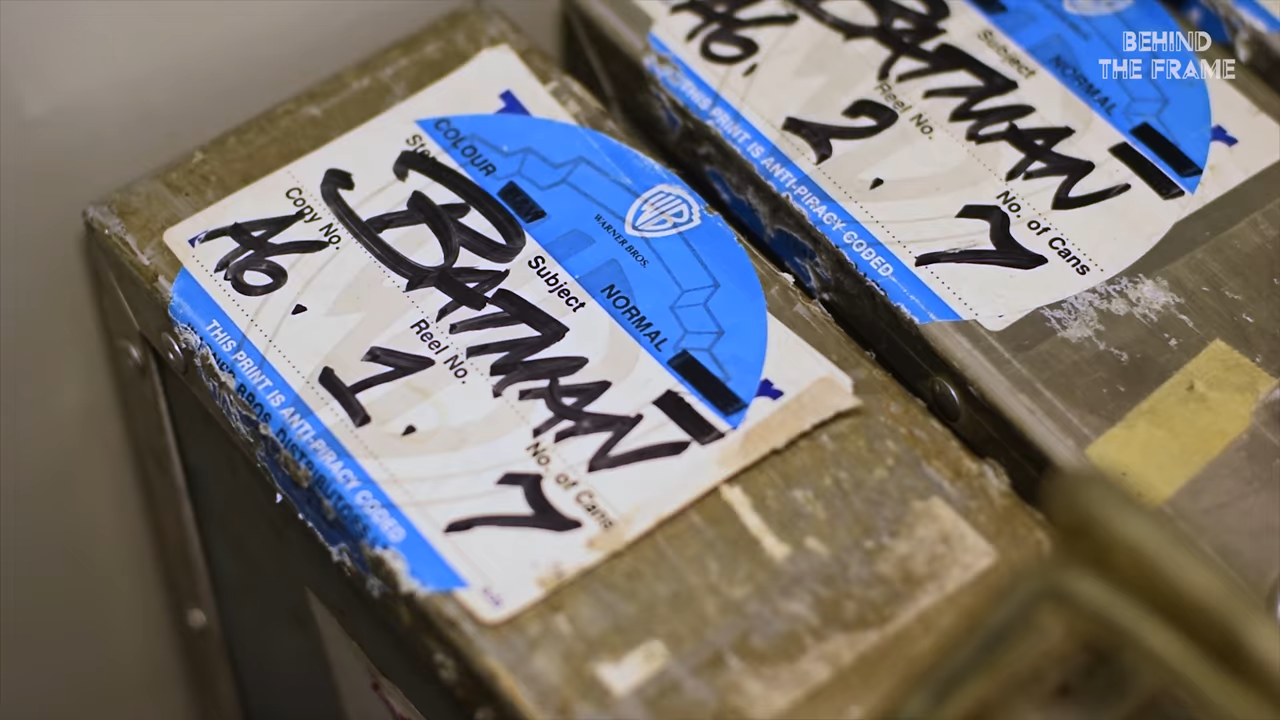 BEHIND
THE FRAME
COLOUR
WB
WARNER BROS.
NORMAL
Subject
BATMAN
Copy No.
A6.
Reel No.
1.
No. of Cans
7
THIS PRINT IS ANTI-PIRACY CODED
Subject
NORMAL
BATMAN
A6.
Reel No.
2.
No. of Cans
7
THIS PRINT IS ANTI-PIRACY CODED